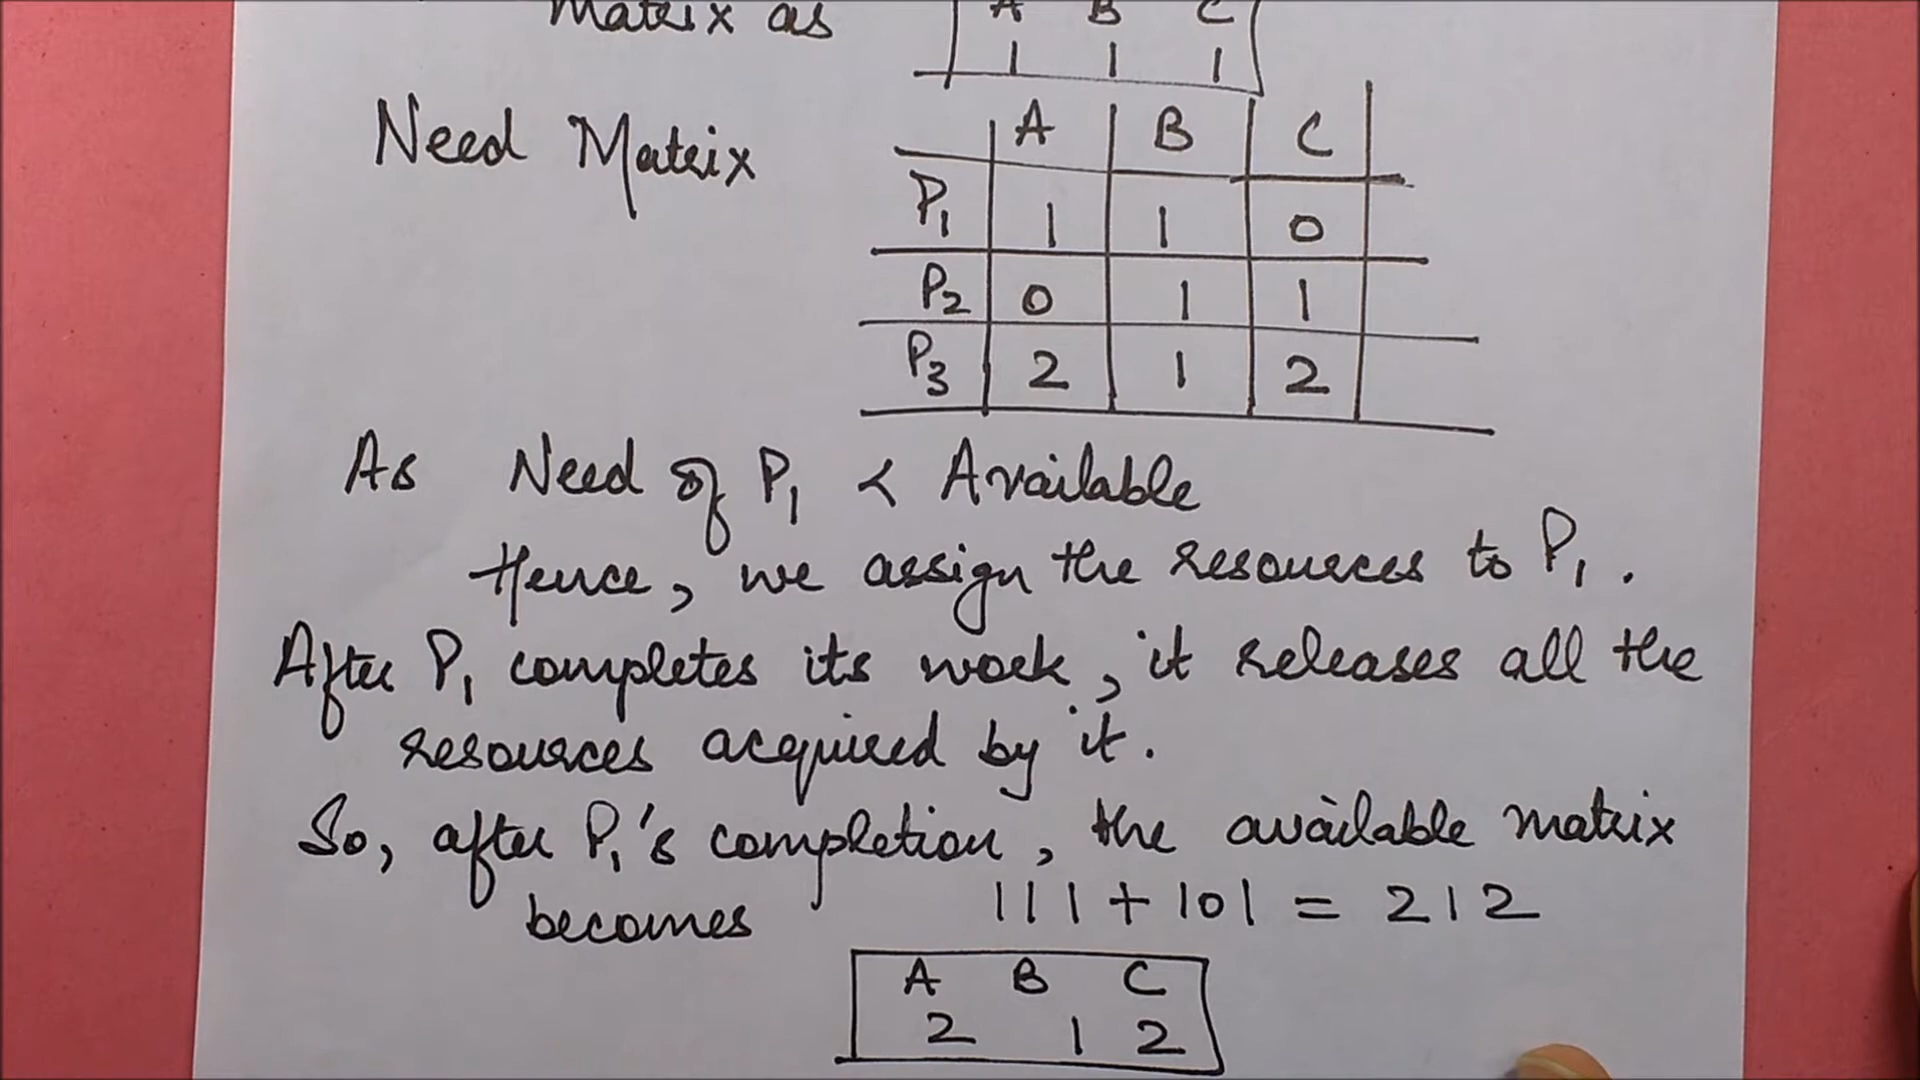 Matrix as
A B C
1 1 1
Need Matrix
A B C
P1 1 1 0
P2 0 1 1
P3 2 1 2
As Need of P1 < Available
Hence, we assign the resources to P1.
After P1 completes its work, it releases all the
resources acquired by it.
So, after P1's completion, the available matrix
becomes 111 + 101 = 212
A B C
2 1 2